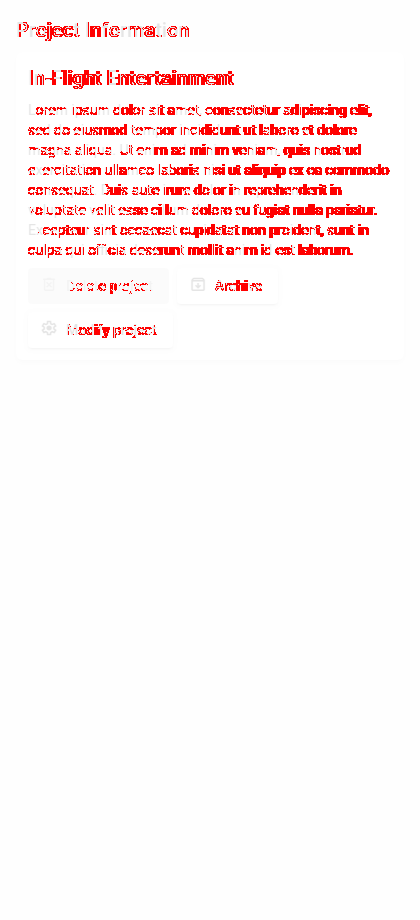 Project Information
In-Flight Entertainment
Lorem ipsum dolor sit amet, consectetur adipiscing elit,
sed do eiusmod tempor incididunt ut labore et dolore
magna aliqua. Ut enim ad minim veniam, quis nostrud
exercitation ullamco laboris nisi ut aliquip ex ea commodo
consequat. Duis aute irure dolor in reprehenderit in
voluptate velit esse cillum dolore eu fugiat nulla pariatur.
Excepteur sint occaecat cupidatat non proident, sunt in
culpa qui officia deserunt mollit anim id est laborum.
Delete project
Archive
Modify project